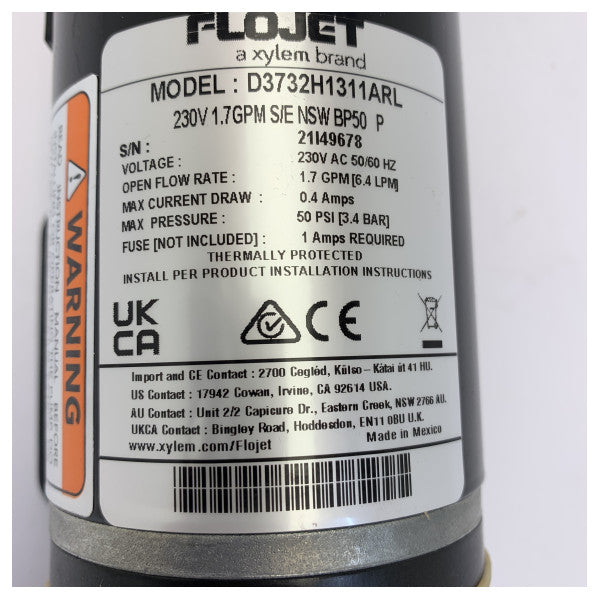 FLOJET
a xylem brand
MODEL : D3732H1311ARL
230V 1.7GPM S/E NSW BP50 P
S/N : 21I49678
VOLTAGE : 230V AC 50/60 HZ
OPEN FLOW RATE : 1.7 GPM [6.4 LPM]
MAX CURRENT DRAW : 0.4 Amps
MAX PRESSURE : 50 PSI [3.4 BAR]
FUSE [NOT INCLUDED] : 1 Amps REQUIRED
THERMALLY PROTECTED
INSTALL PER PRODUCT INSTALLATION INSTRUCTIONS
UK
CA
CE
Import and CE Contact : 2700 Cegléd, Külso – Kátai út 41 HU.
US Contact : 17942 Cowan, Irvine, CA 92614 USA.
AU Contact : Unit 2/2 Capicure Dr., Eastern Creek, NSW 2766 AU.
UKCA Contact : Bingley Road, Hoddesdon, EN11 0BU U.K.
www.xylem.com/Flojet Made in Mexico
WARNING
READ INSTRUCTION MANUAL BEFORE